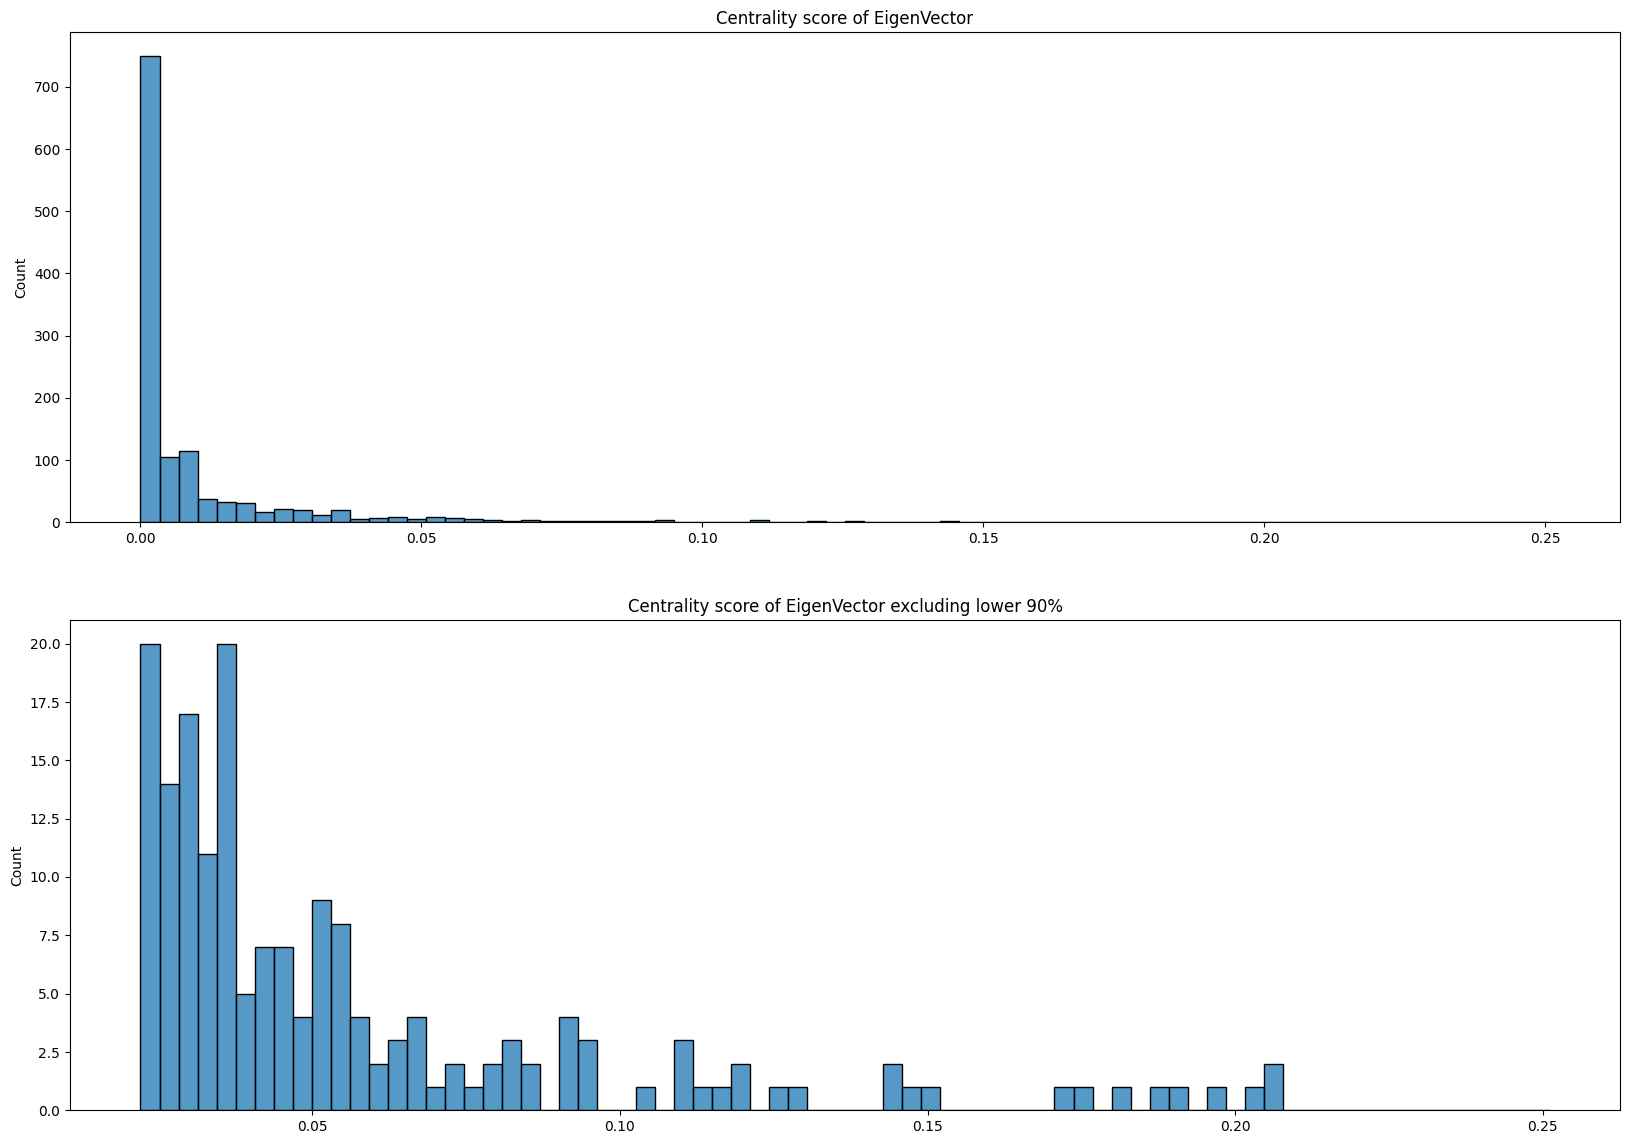 Centrality score of EigenVector
700
600
500
400
300
200
100
0
Count
0.00 0.05 0.10 0.15 0.20 0.25
Centrality score of EigenVector excluding lower 90%
20.0
17.5
15.0
12.5
10.0
7.5
5.0
2.5
0.0
Count
0.05 0.10 0.15 0.20 0.25